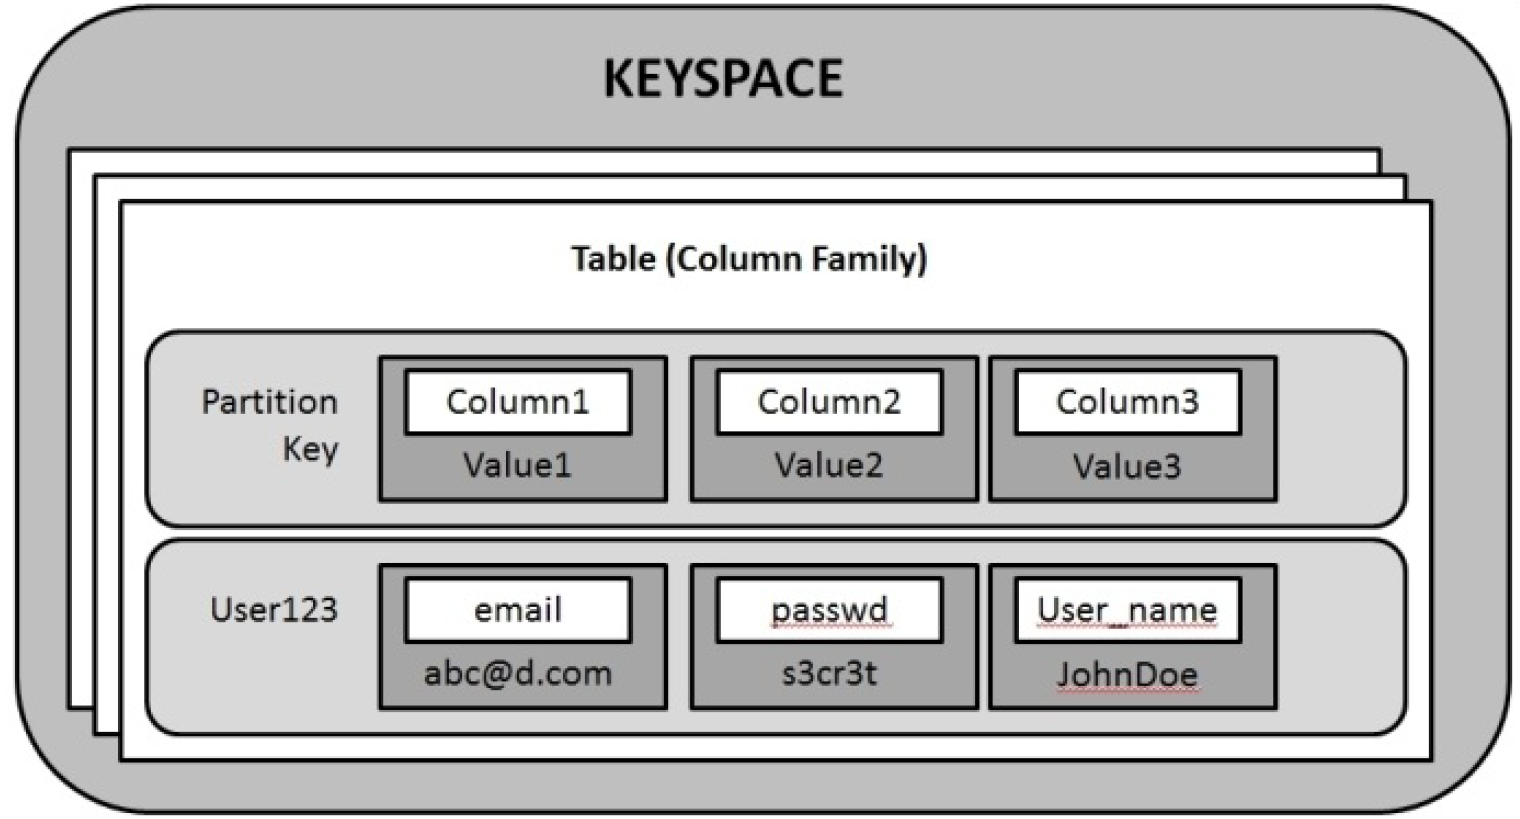 KEYSPACE
Table (Column Family)
Partition
Key
Column1
Column2
Column3
Value1
Value2
Value3
User123
email
passwd
User_name
abc@d.com
s3cr3t
JohnDoe